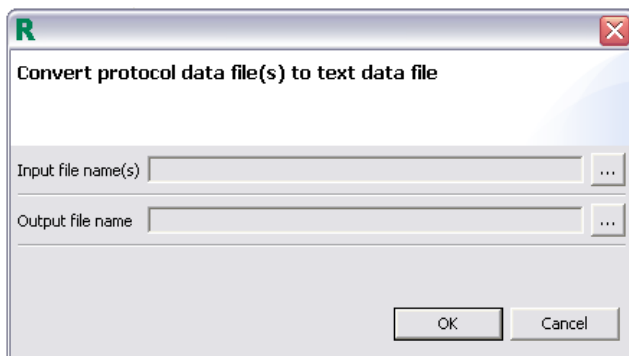 R
Convert protocol data file(s) to text data file
Input file name(s) ...
Output file name ...
OK Cancel